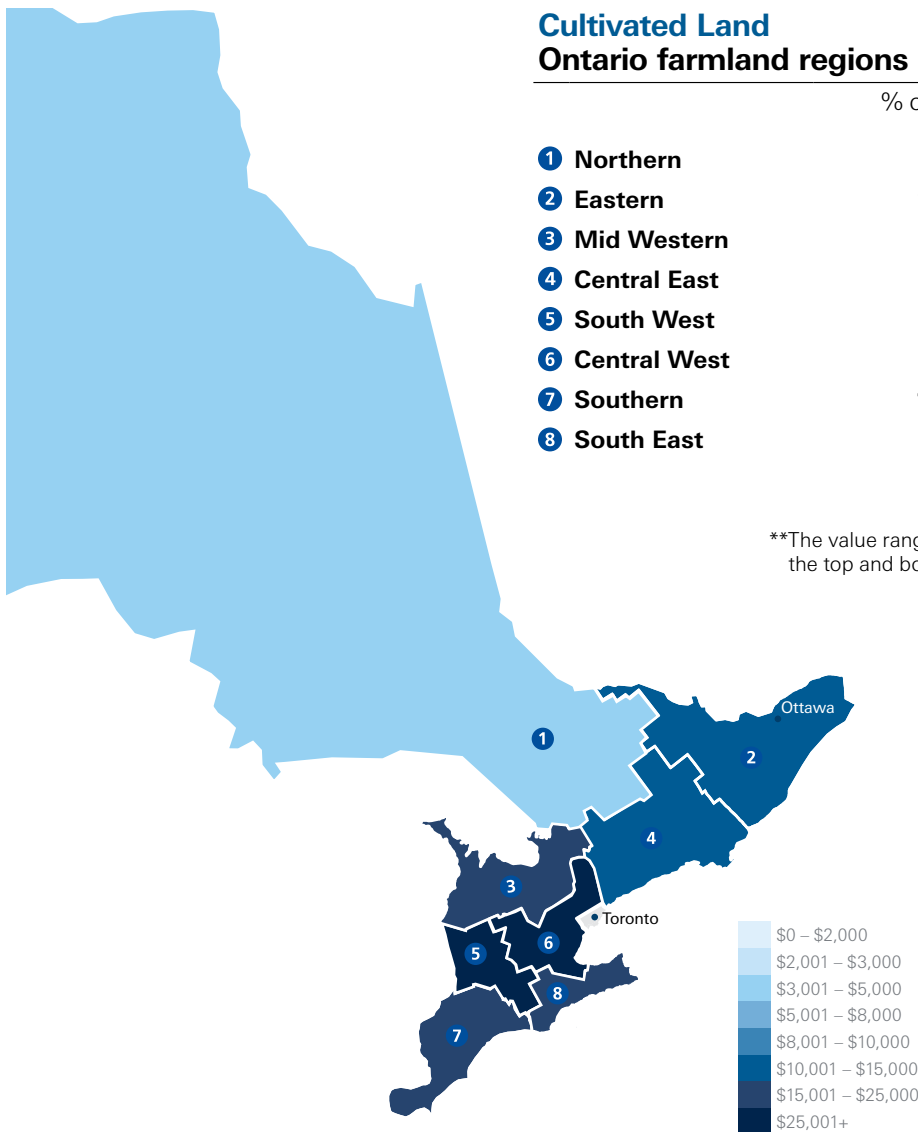 Cultivated Land
Ontario farmland regions
%
1 Northern
2 Eastern
3 Mid Western
4 Central East
5 South West
6 Central West
7 Southern
8 South East
**The value
the top and
Ottawa
1
2
4
3
Toronto
6
5
8
7
$0 – $2,000
$2,001 – $3,000
$3,001 – $5,000
$5,001 – $8,000
$8,001 – $10,000
$10,001 – $15,000
$15,001 – $25,000
$25,001+